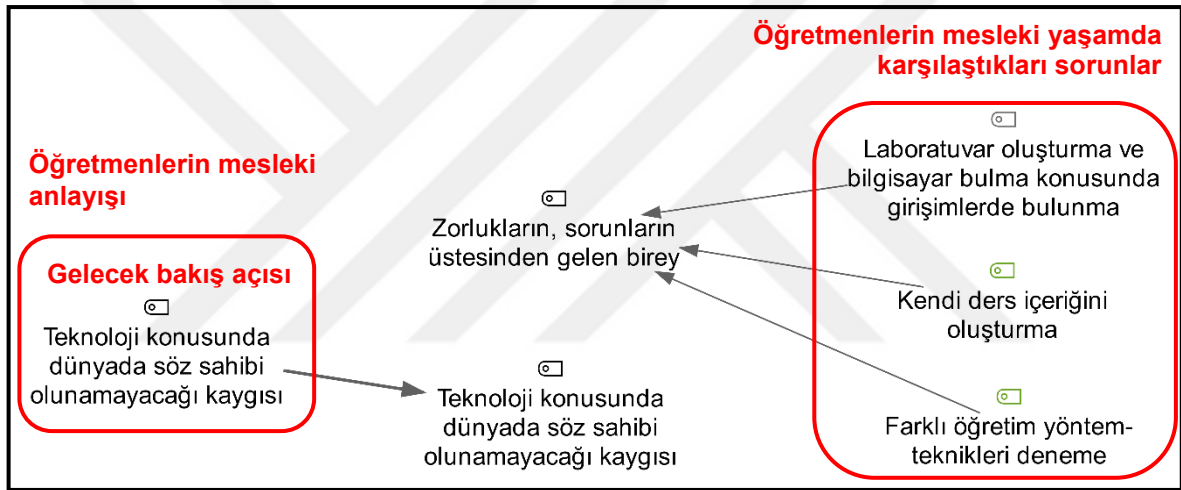 Öğretmenlerin mesleki yaşamda
karşılaştıkları sorunlar
Öğretmenlerin mesleki
anlayışı
Gelecek bakış açısı
Teknoloji konusunda
dünyada söz sahibi
olunamayacağı kaygısı
Zorlukların, sorunların
üstesinden gelen birey
Teknoloji konusunda
dünyada söz sahibi
olunamayacağı kaygısı
Laboratuvar oluşturma ve
bilgisayar bulma konusunda
girişimlerde bulunma
Kendi ders içeriğini
oluşturma
Farklı öğretim yöntem-
teknikleri deneme